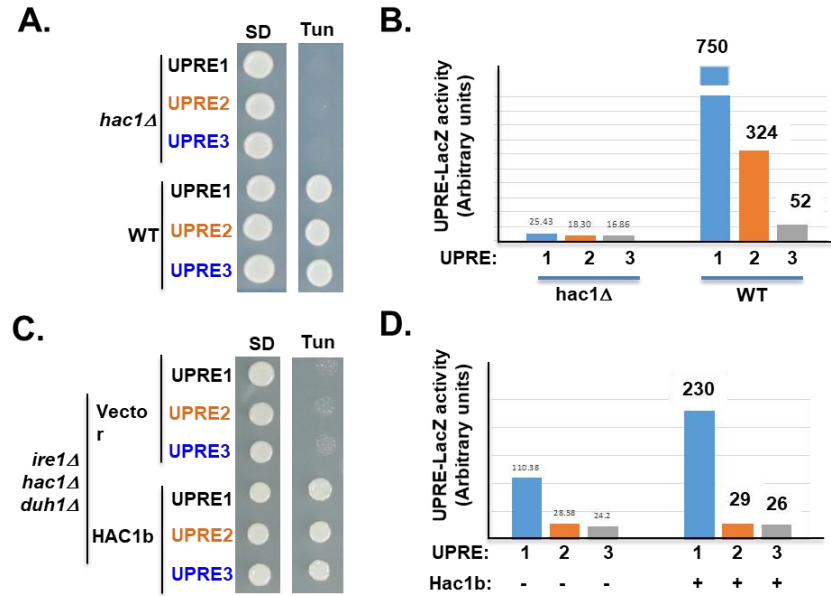 A.
SD Tun
hac1Δ
UPRE1
UPRE2
UPRE3
WT
UPRE1
UPRE2
UPRE3
B.
UPRE-LacZ activity
(Arbitrary units)
750
324
52
25.43 18.30 16.86
UPRE: 1 2 3 1 2 3
hac1Δ WT
C.
SD Tun
ire1Δ
hac1Δ
duh1Δ
Vecto
r
UPRE1
UPRE2
UPRE3
HAC1b
UPRE1
UPRE2
UPRE3
D.
UPRE-LacZ activity
(Arbitrary units)
230
110.38
28.58 24.2
29 26
UPRE: 1 2 3 1 2 3
Hac1b: - - - + + +